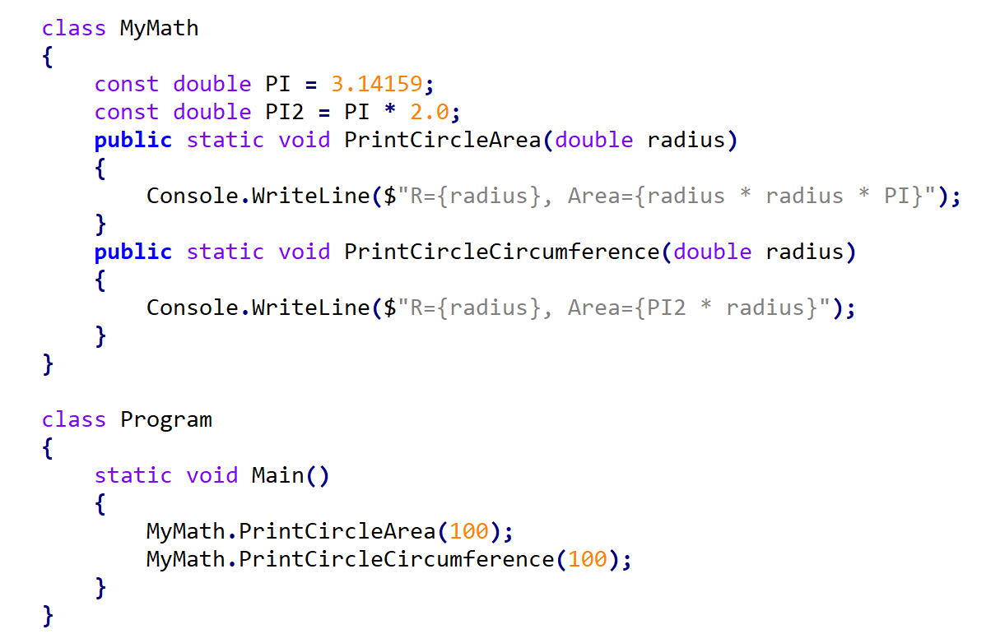 class MyMath
{
    const double PI = 3.14159;
    const double PI2 = PI * 2.0;
    public static void PrintCircleArea(double radius)
    {
        Console.WriteLine($"R={radius}, Area={radius * radius * PI}");
    }
    public static void PrintCircleCircumference(double radius)
    {
        Console.WriteLine($"R={radius}, Area={PI2 * radius}");
    }
}

class Program
{
    static void Main()
    {
        MyMath.PrintCircleArea(100);
        MyMath.PrintCircleCircumference(100);
    }
}